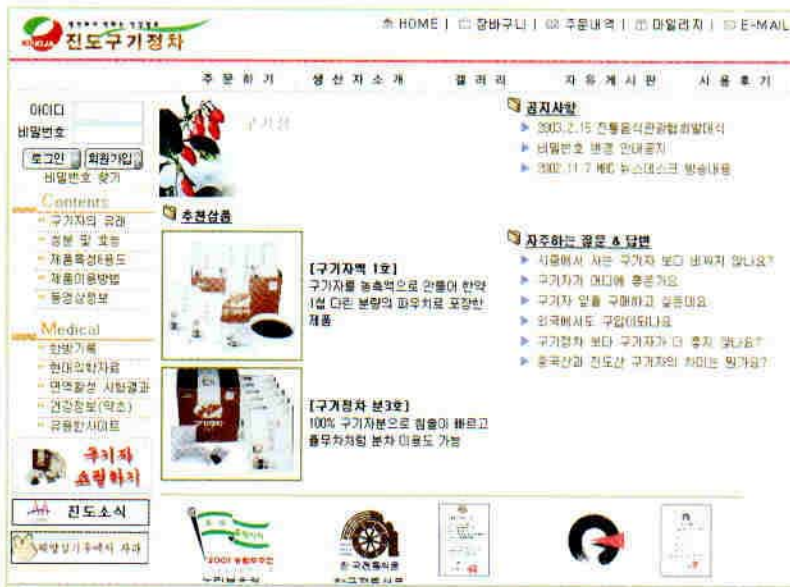 진도구기정차
HOME | 장바구니 | 주문내역 | 마일리지 | E-MAIL
주문하기 생산자소개 갤러리 자유게시판 사용후기
아이디
비밀번호
로그인 회원가입
비밀번호 찾기
Contents
구기자의 유래
성분 및 효능
제품특성&용도
제품이용방법
동영상정보
Medical
한방기록
현대의학자료
면역활성 시험결과
건강정보(약초)
유용한사이트
구기자
쇼핑하기
진도소식
구기정
추천상품
[구기자액 1호]
구기자를 농축액으로 만들어 한약
1첩 다린 분량의 파우치로 포장한
제품
[구기정차 분3호]
100% 구기자분으로 침출이 빠르고
율무차처럼 분차 이용도 가능
공지사항
2003.2.15 전통음식관광협회발대식
비밀번호 변경 안내공지
2002.11.7 MBC 뉴스데스크 방송내용
자주하는 질문 & 답변
시중에서 사는 구기자 보다 비싸지 않나요?
구기자가 어디에 좋은가요
구기자 잎을 구매하고 싶은데요
외국에서도 구입이되나요
구기정차 보다 구기자가 더 좋지 않나요?
중국산과 진도산 구기자의 차이는 뭔가요?
한국전통식품